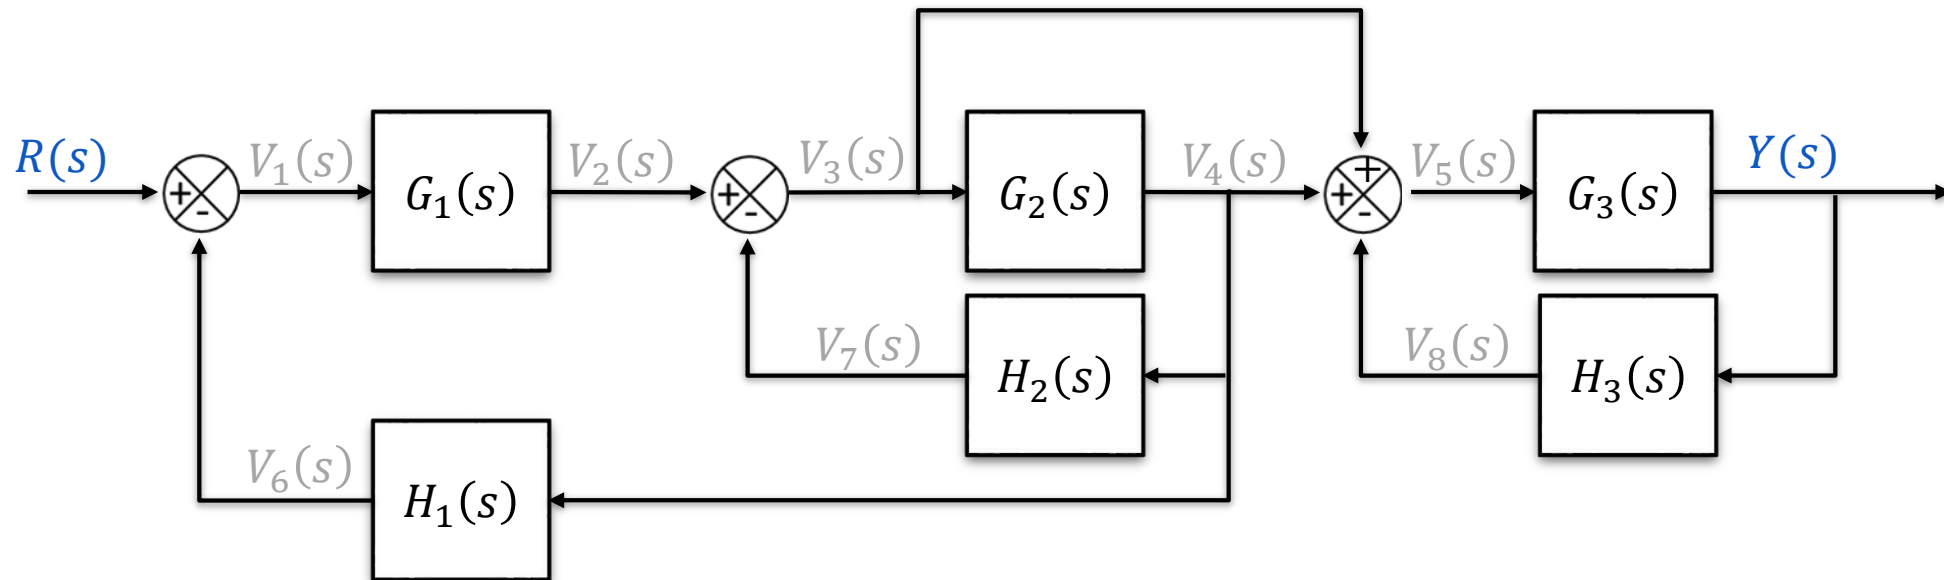 R(s)
V₁(s)
G₁(s)
V₂(s)
V₃(s)
G₂(s)
V₄(s)
V₅(s)
G₃(s)
Y(s)
+
-
+
-
+
+
-
V₇(s)
H₂(s)
V₈(s)
H₃(s)
V₆(s)
H₁(s)